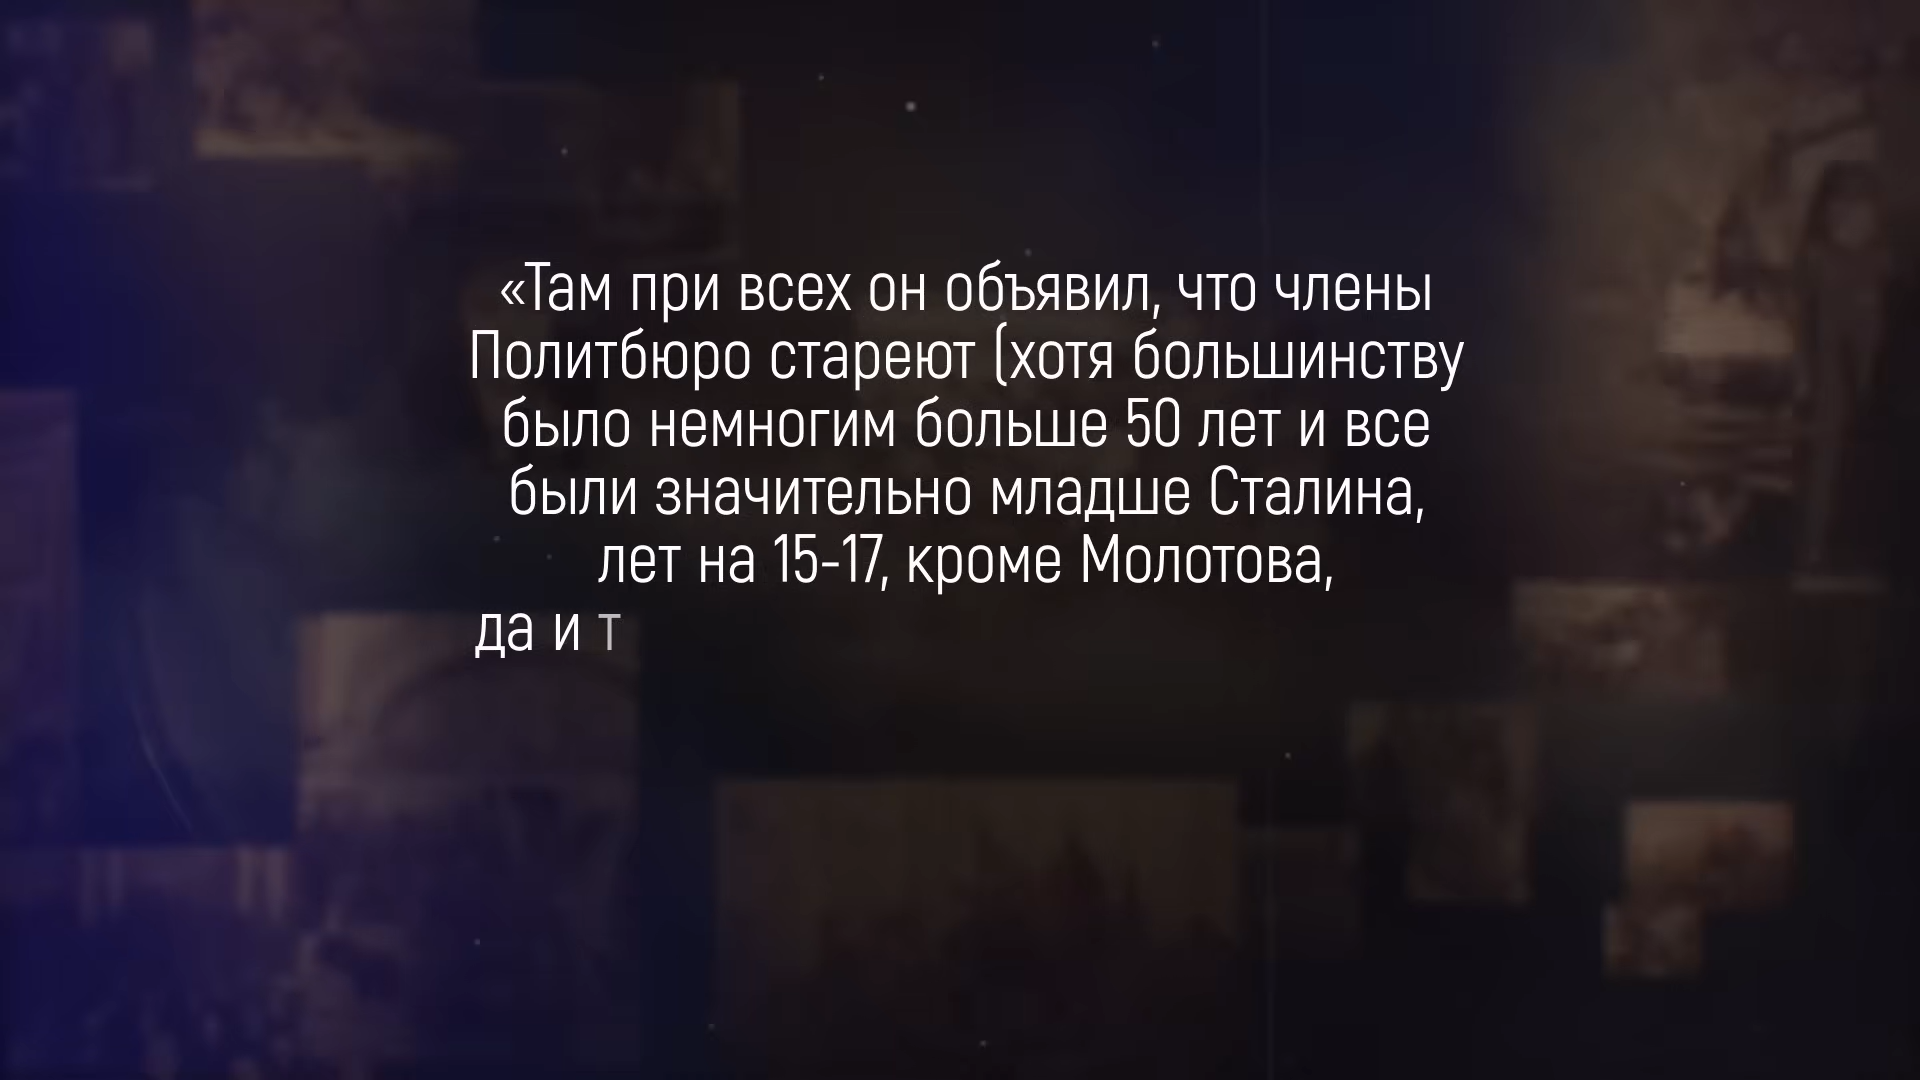 «Там при всех он объявил, что члены
Политбюро стареют (хотя большинству
было немногим больше 50 лет и все
были значительно младше Сталина,
лет на 15-17, кроме Молотова,
да и т